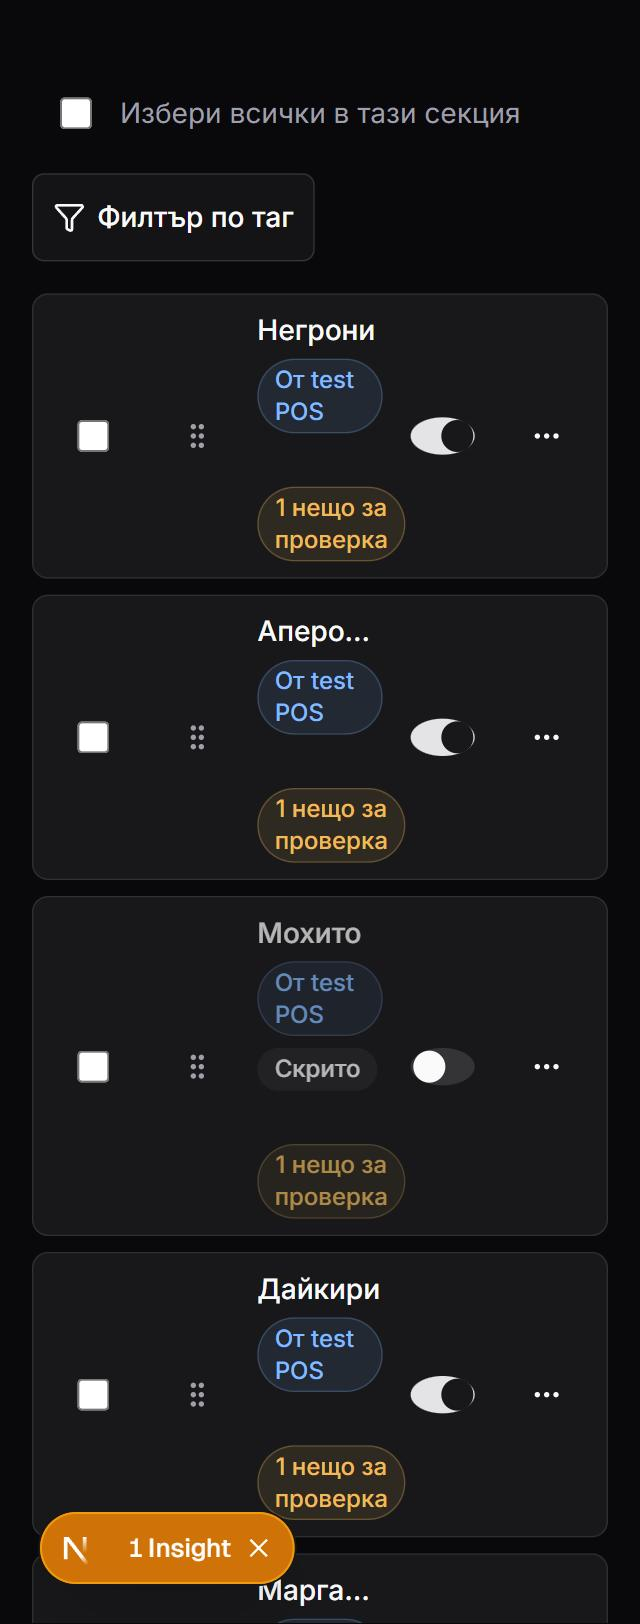 Избери всички в тази секция
Филтър по таг
Негрони
От test
POS
1 нещо за
проверка
Аперо...
От test
POS
1 нещо за
проверка
Мохито
От test
POS
Скрито
1 нещо за
проверка
Дайкири
От test
POS
1 нещо за
проверка
N 1 Insight
Марга...